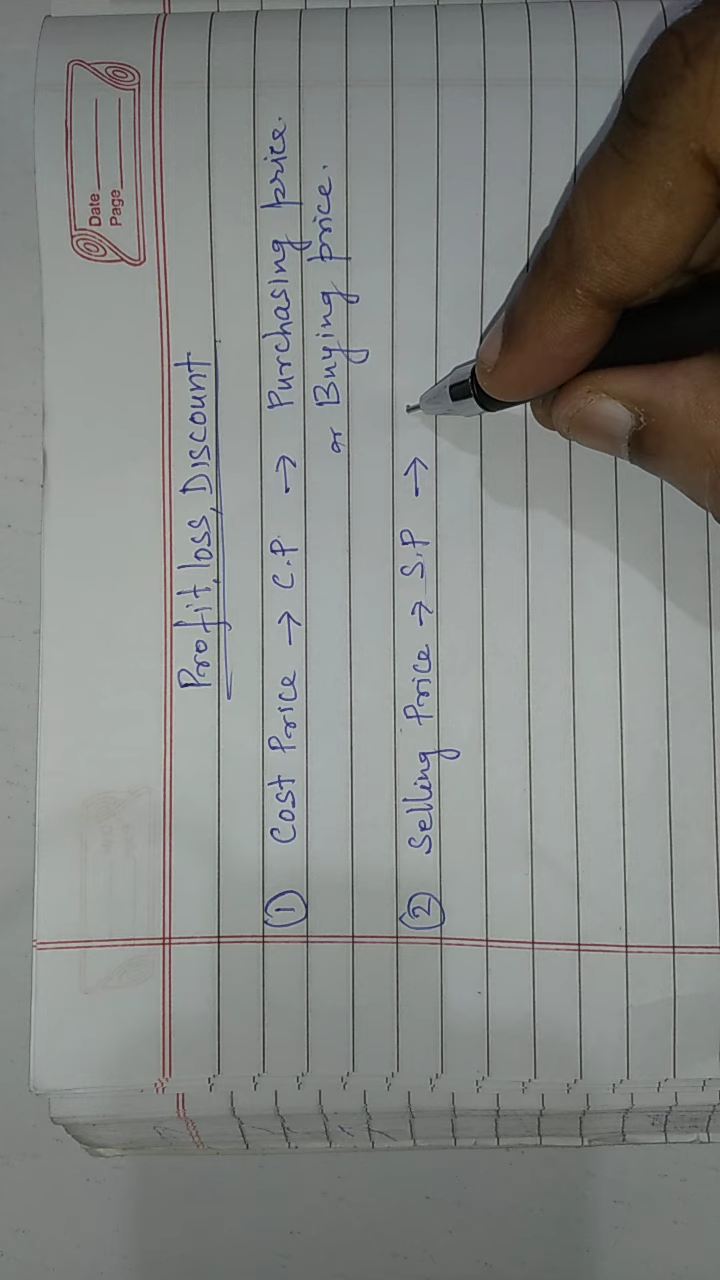 Date
Page
Profit, loss, Discount
① Cost Price → C.P. → Purchasing price.
or Buying price.
② Selling Price → S.P →